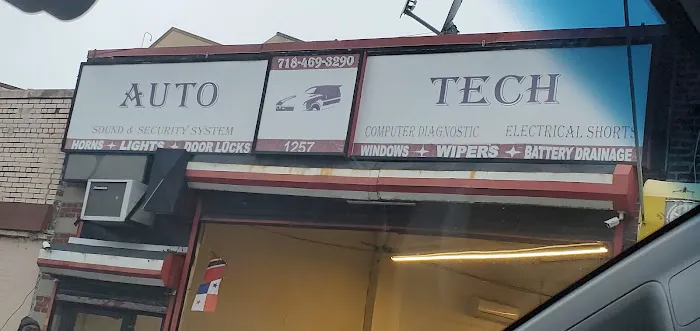 718-469-3290
AUTO TECH
SOUND & SECURITY SYSTEM
COMPUTER DIAGNOSTIC ELECTRICAL SHORTS
1257
HORNS LIGHTS DOOR LOCKS
WINDOWS WIPERS BATTERY DRAINAGE